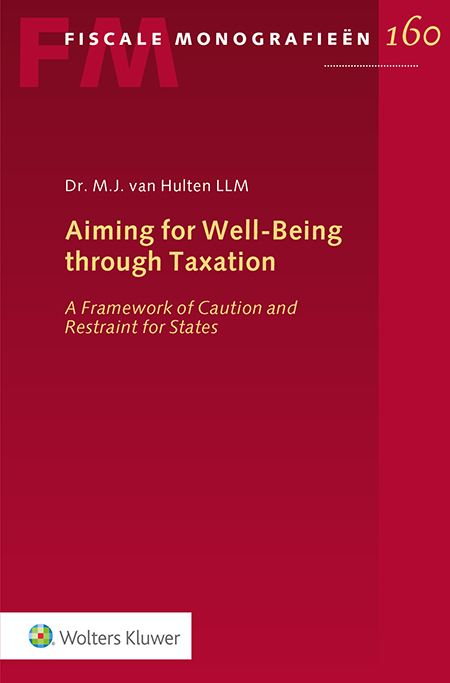 FM
FISCALE MONOGRAFIEËN 160
Dr. M.J. van Hulten LLM
Aiming for Well-Being
through Taxation
A Framework of Caution and
Restraint for States
Wolters Kluwer